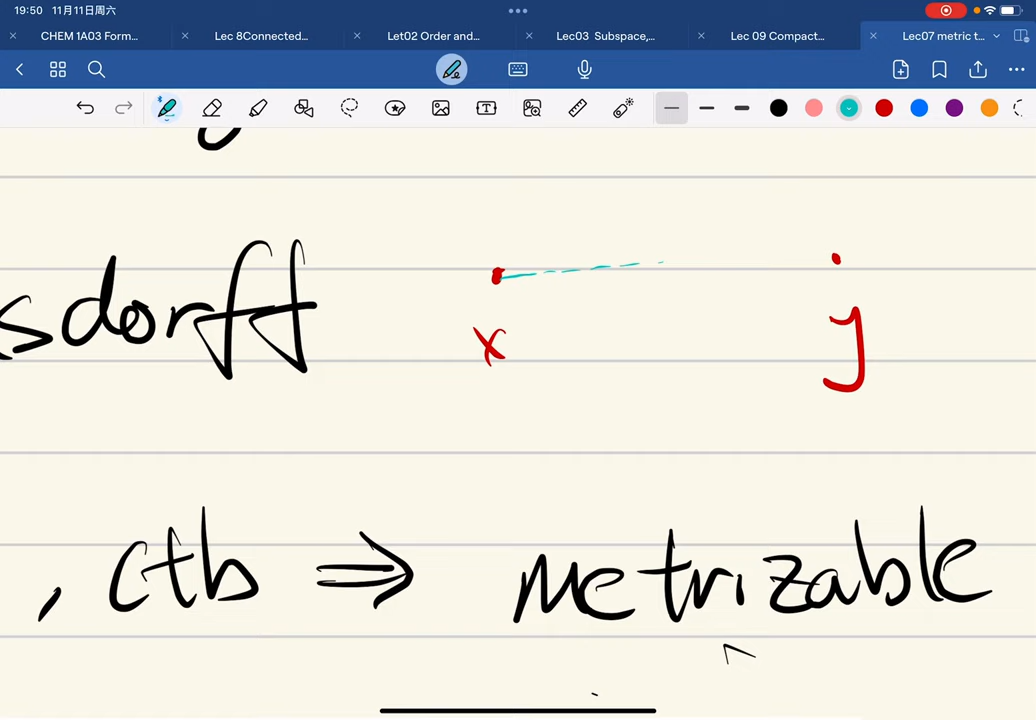 19:50 11月11日周六
CHEM 1A03 Form... Lec 8Connected... Let02 Order and... Lec03 Subspace,... Lec 09 Compact... Lec07 metric t...
sdorff
x y
, ctb ⇒ metrizable